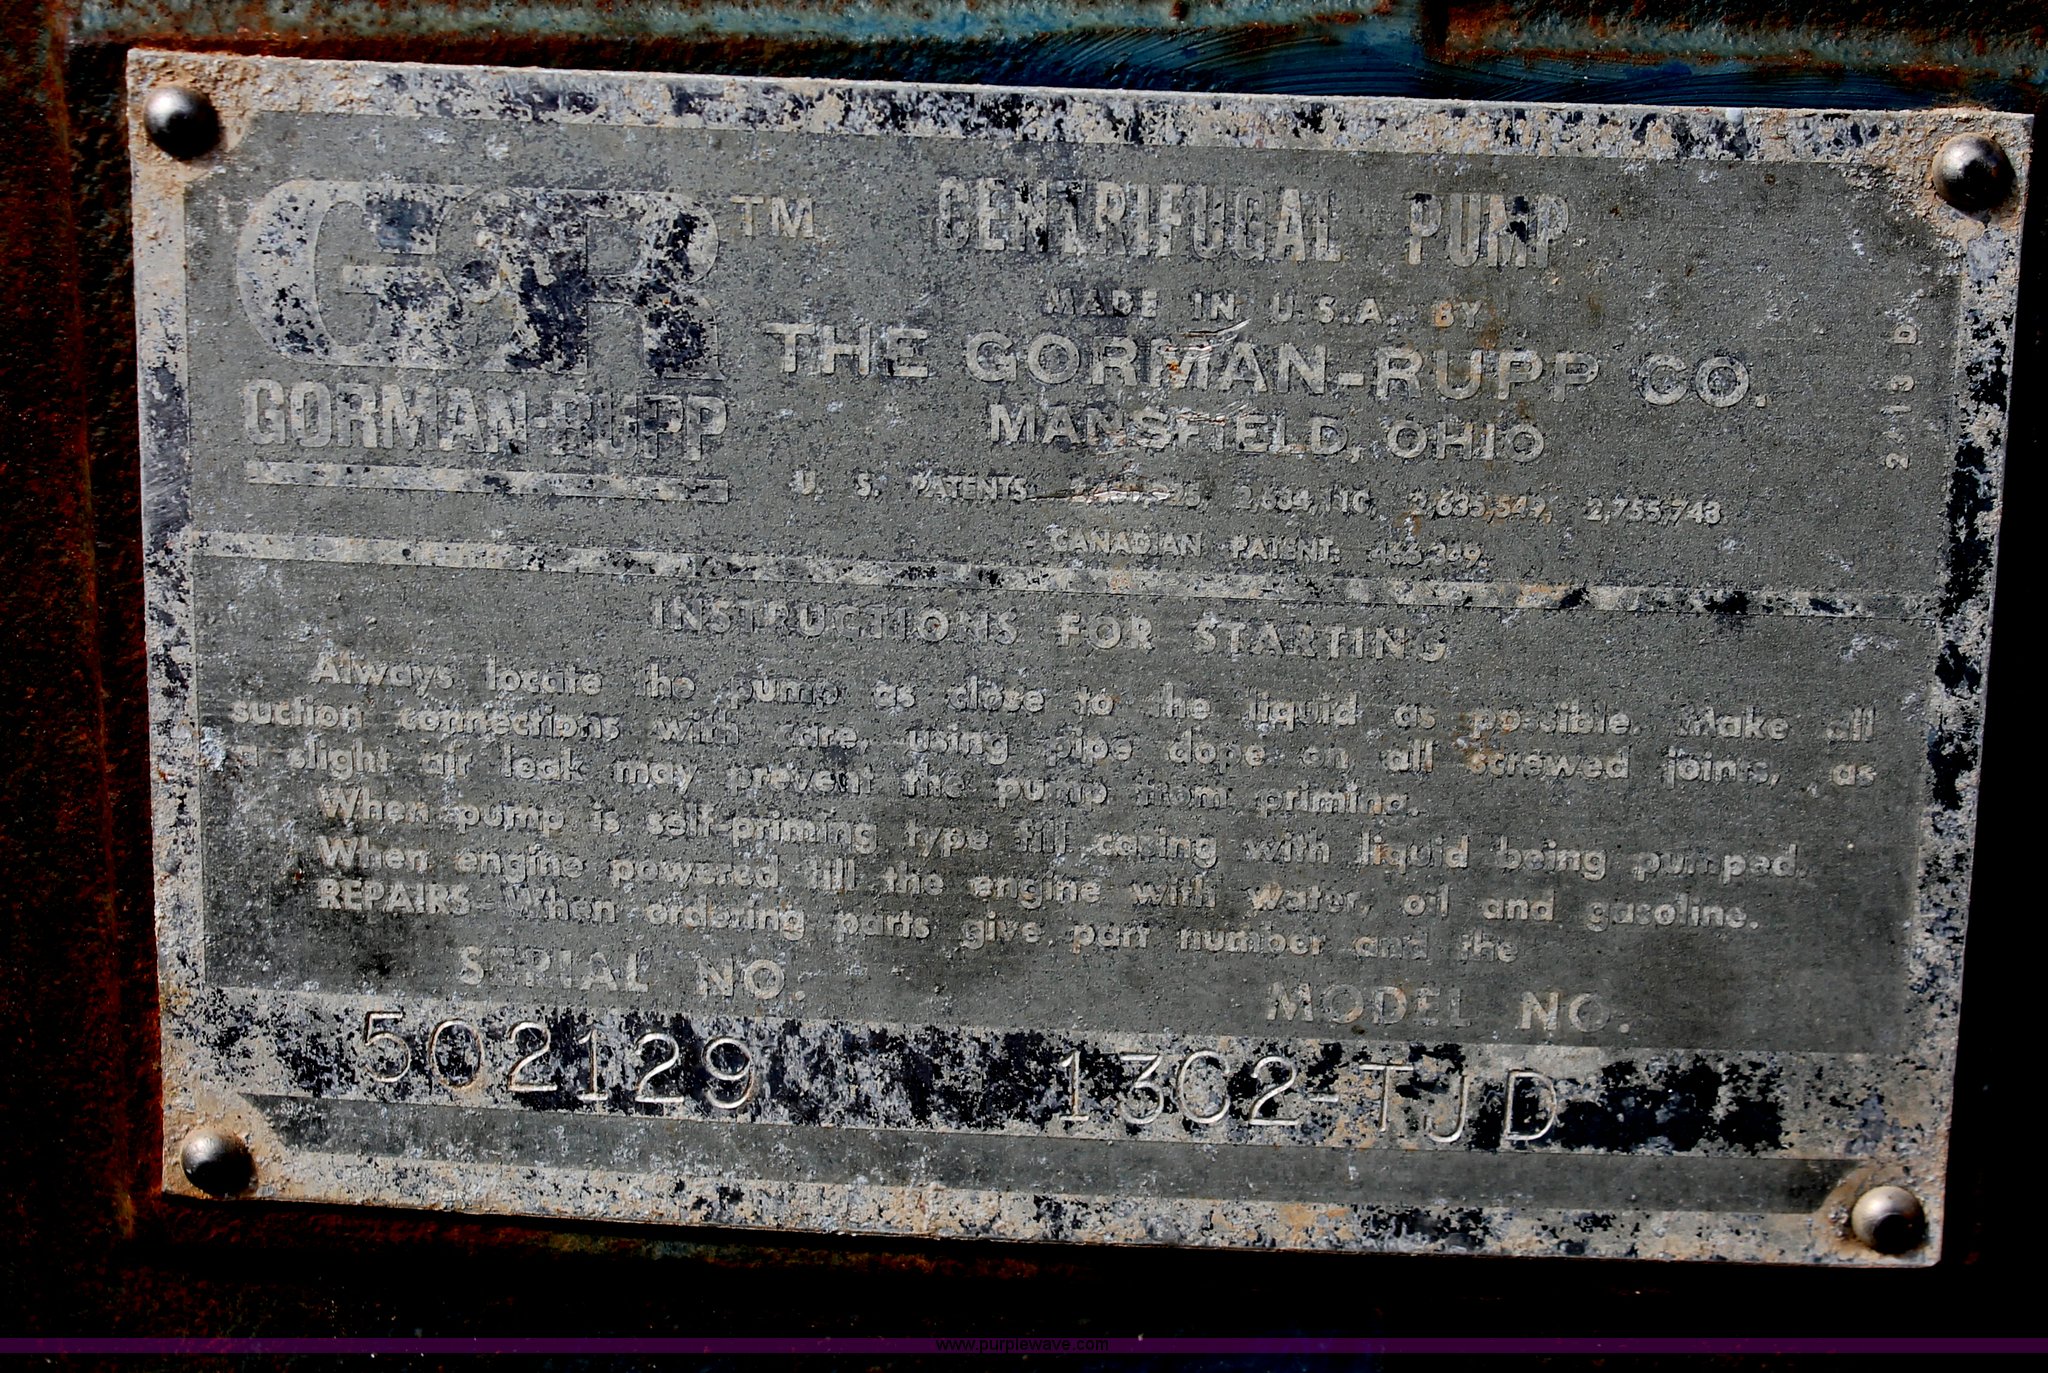 G&R TM
GORMAN-RUPP
CENTRIFUGAL PUMP
MADE IN U.S.A. BY
THE GORMAN-RUPP CO.
MANSFIELD, OHIO
U. S. PATENTS 2,634,110, 2,635,549, 2,755,743
CANADIAN PATENT:
2A13-D
INSTRUCTIONS FOR STARTING
Always locate the pump as close to the liquid as possible. Make all
suction connections with care, using pipe dope on all screwed joints, as
a slight air leak may prevent the pump from priming.
When pump is self-priming type fill casing with liquid being pumped.
When engine powered fill the engine with water, oil and gasoline.
REPAIRS-When ordering parts give part number and the
SERIAL NO. MODEL NO.
502129 13C2-TJD
www.purplewave.com